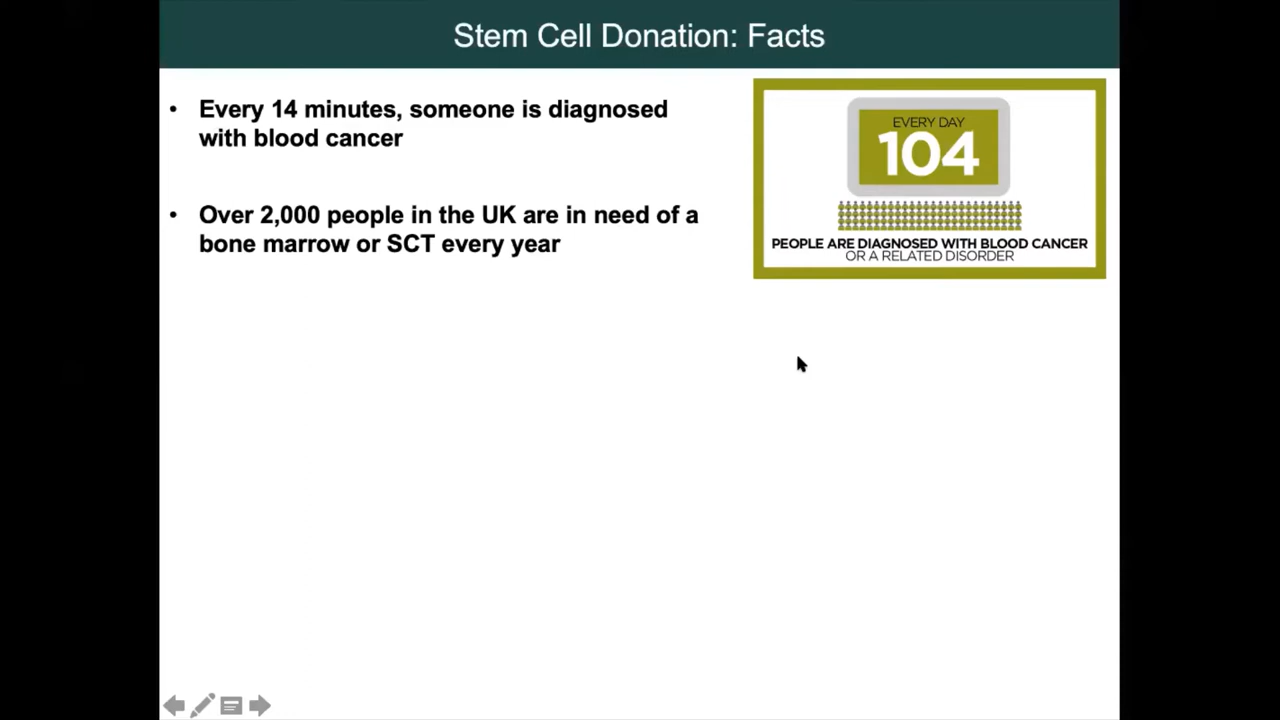 Stem Cell Donation: Facts
• Every 14 minutes, someone is diagnosed
with blood cancer
• Over 2,000 people in the UK are in need of a
bone marrow or SCT every year
EVERY DAY
104
PEOPLE ARE DIAGNOSED WITH BLOOD CANCER
OR A RELATED DISORDER